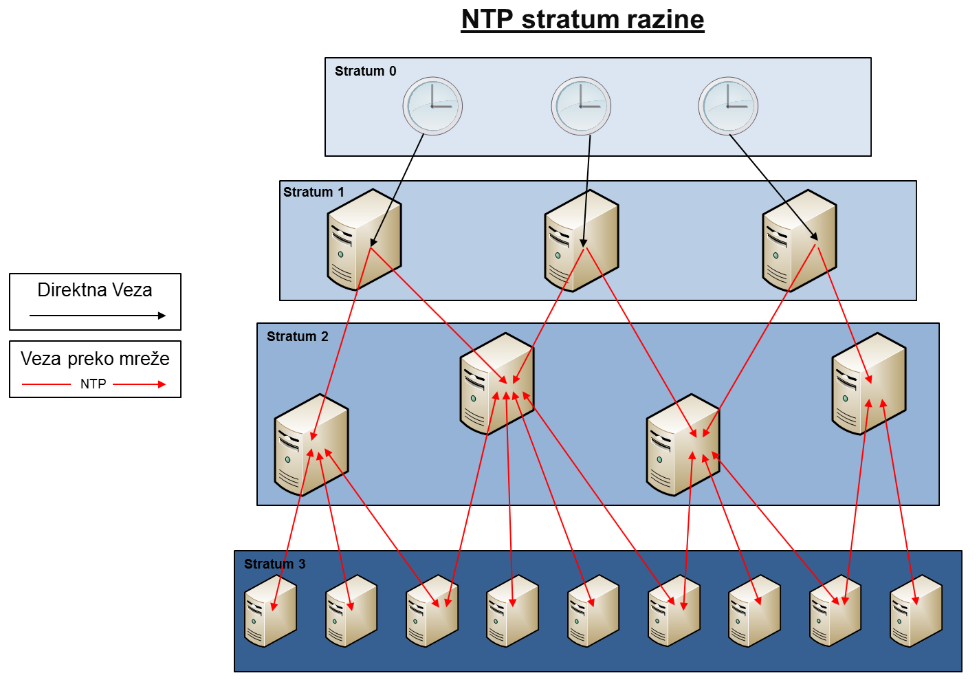 NTP stratum razine
Stratum 0
Stratum 1
Direktna Veza
Stratum 2
Veza preko mreže
NTP
Stratum 3